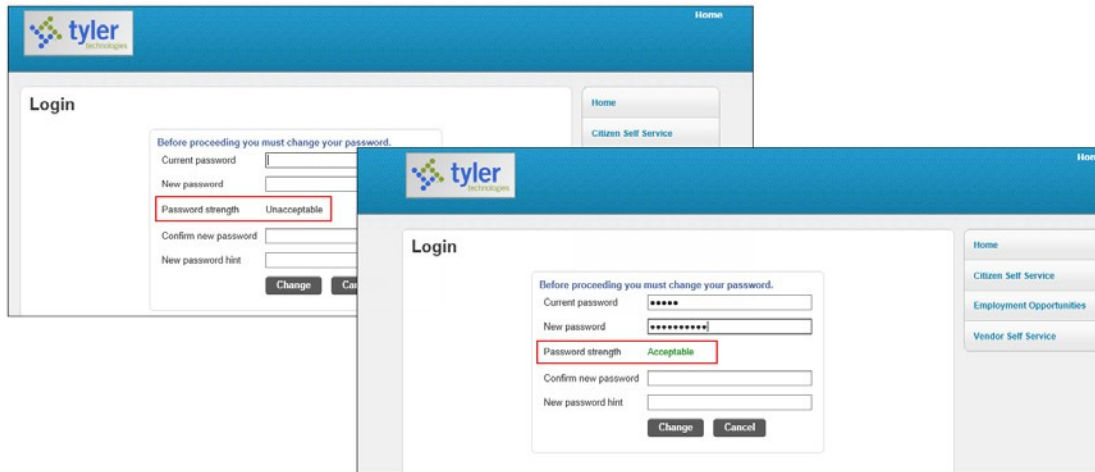 tyler
technologies
Home
Login
Home
Citizen Self Service
Before proceeding you must change your password.
Current password
New password
Password strength Unacceptable
Confirm new password
New password hint
Change
tyler
technologies
Login
Home
Citizen Self Service
Employment Opportunities
Vendor Self Service
Before proceeding you must change your password.
Current password •••••
New password ••••••••••
Password strength Acceptable
Confirm new password
New password hint
Change Cancel